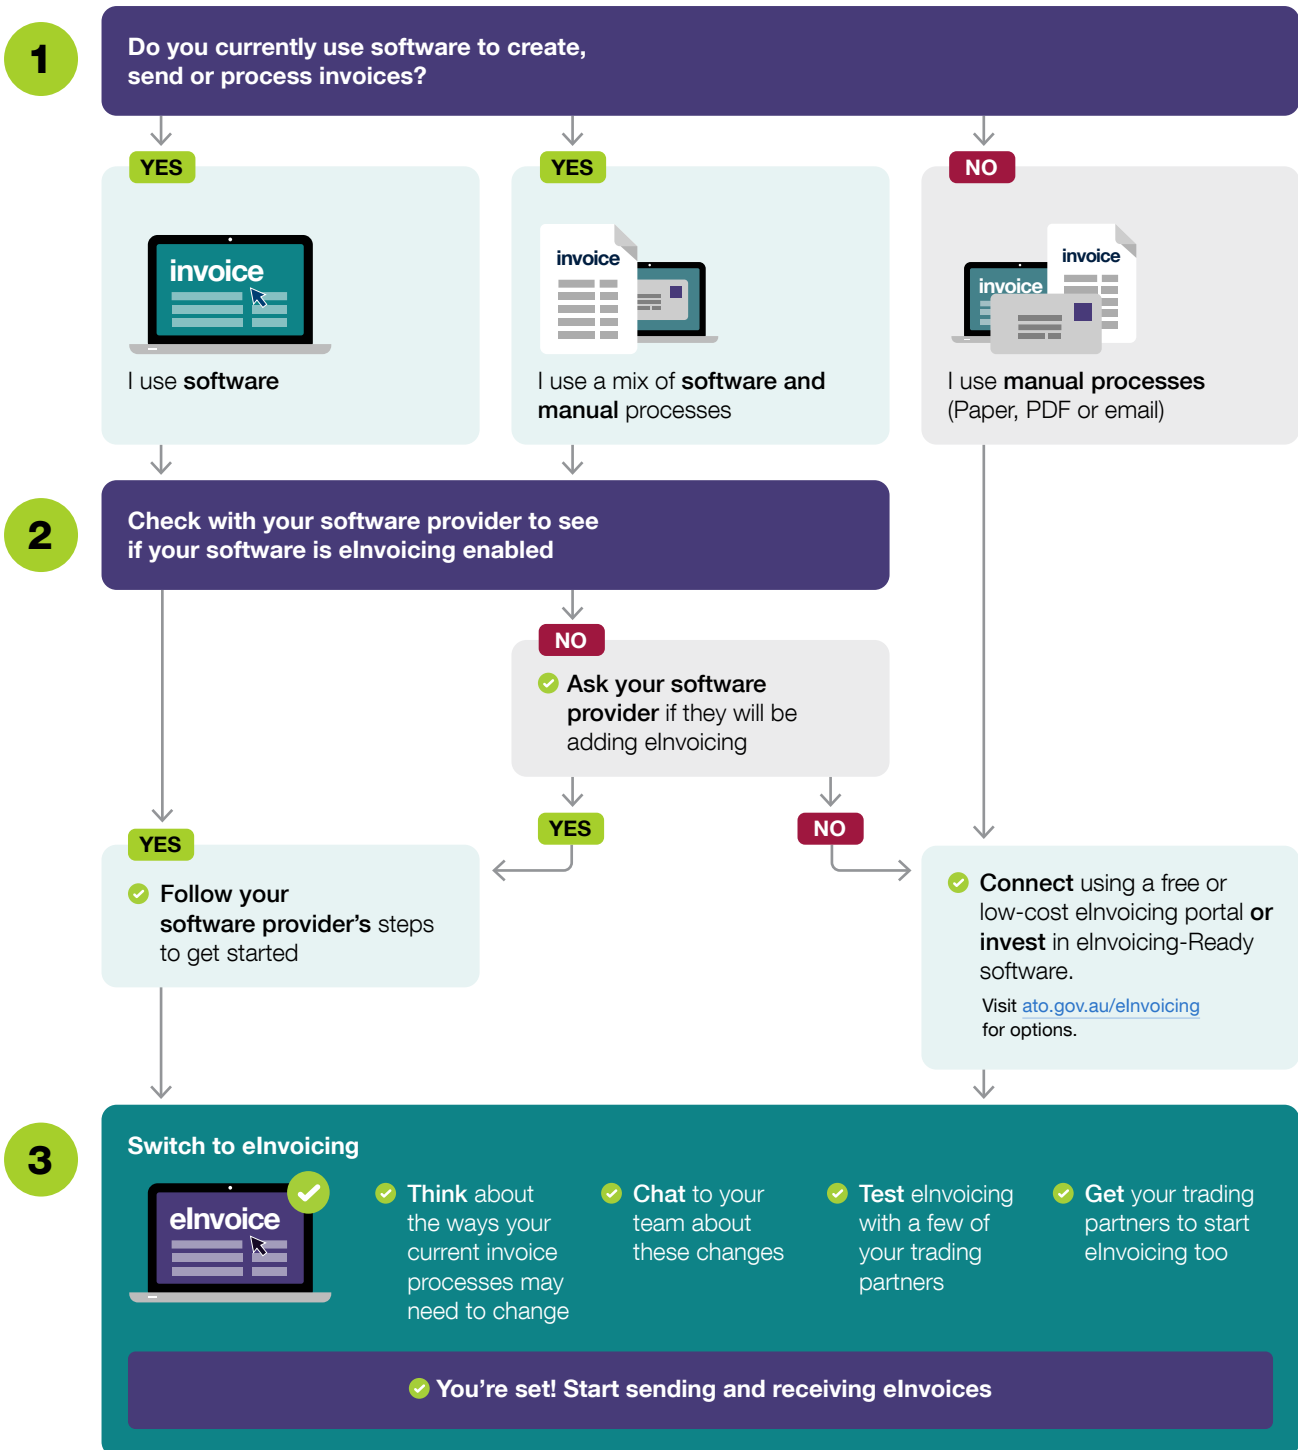 1
Do you currently use software to create,
send or process invoices?
YES
invoice
I use software
YES
invoice
I use a mix of software and
manual processes
NO
invoice
invoice
I use manual processes
(Paper, PDF or email)
2
Check with your software provider to see
if your software is eInvoicing enabled
NO
Ask your software
provider if they will be
adding eInvoicing
YES
NO
YES
Follow your
software provider’s steps
to get started
Connect using a free or
low-cost eInvoicing portal or
invest in eInvoicing-Ready
software.
Visit ato.gov.au/eInvoicing
for options.
3
Switch to eInvoicing
eInvoice
Think about
the ways your
current invoice
processes may
need to change
Chat to your
team about
these changes
Test eInvoicing
with a few of
your trading
partners
Get your trading
partners to start
eInvoicing too
You’re set! Start sending and receiving eInvoices